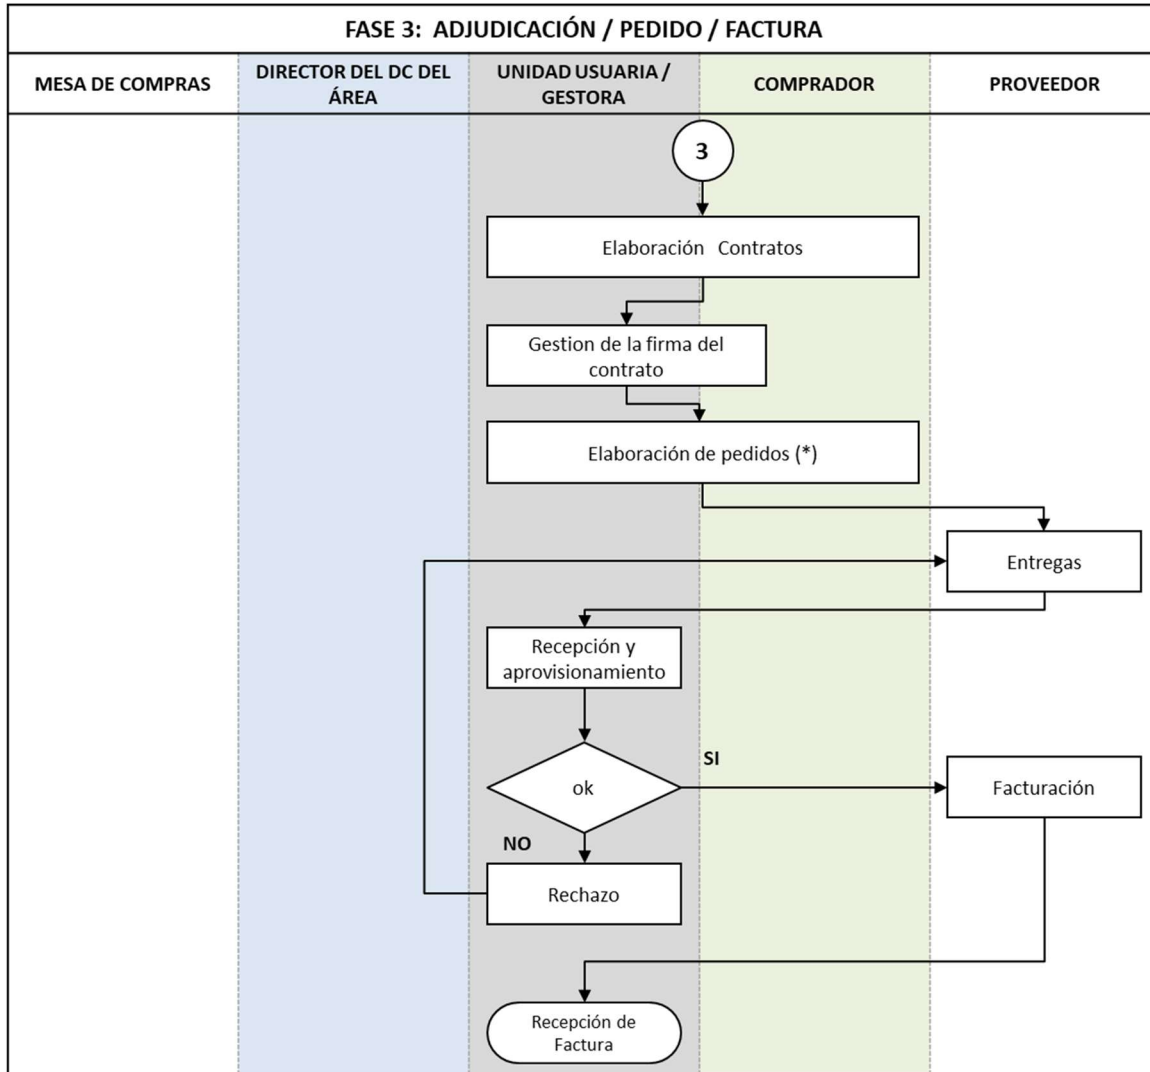 FASE 3: ADJUDICACIÓN / PEDIDO / FACTURA
MESA DE COMPRAS
DIRECTOR DEL DC DEL
ÁREA
UNIDAD USUARIA /
GESTORA
COMPRADOR
PROVEEDOR
3
Elaboración Contratos
Gestion de la firma del
contrato
Elaboración de pedidos (*)
Entregas
Recepción y
aprovisionamiento
ok
SI
Facturación
NO
Rechazo
Recepción de
Factura